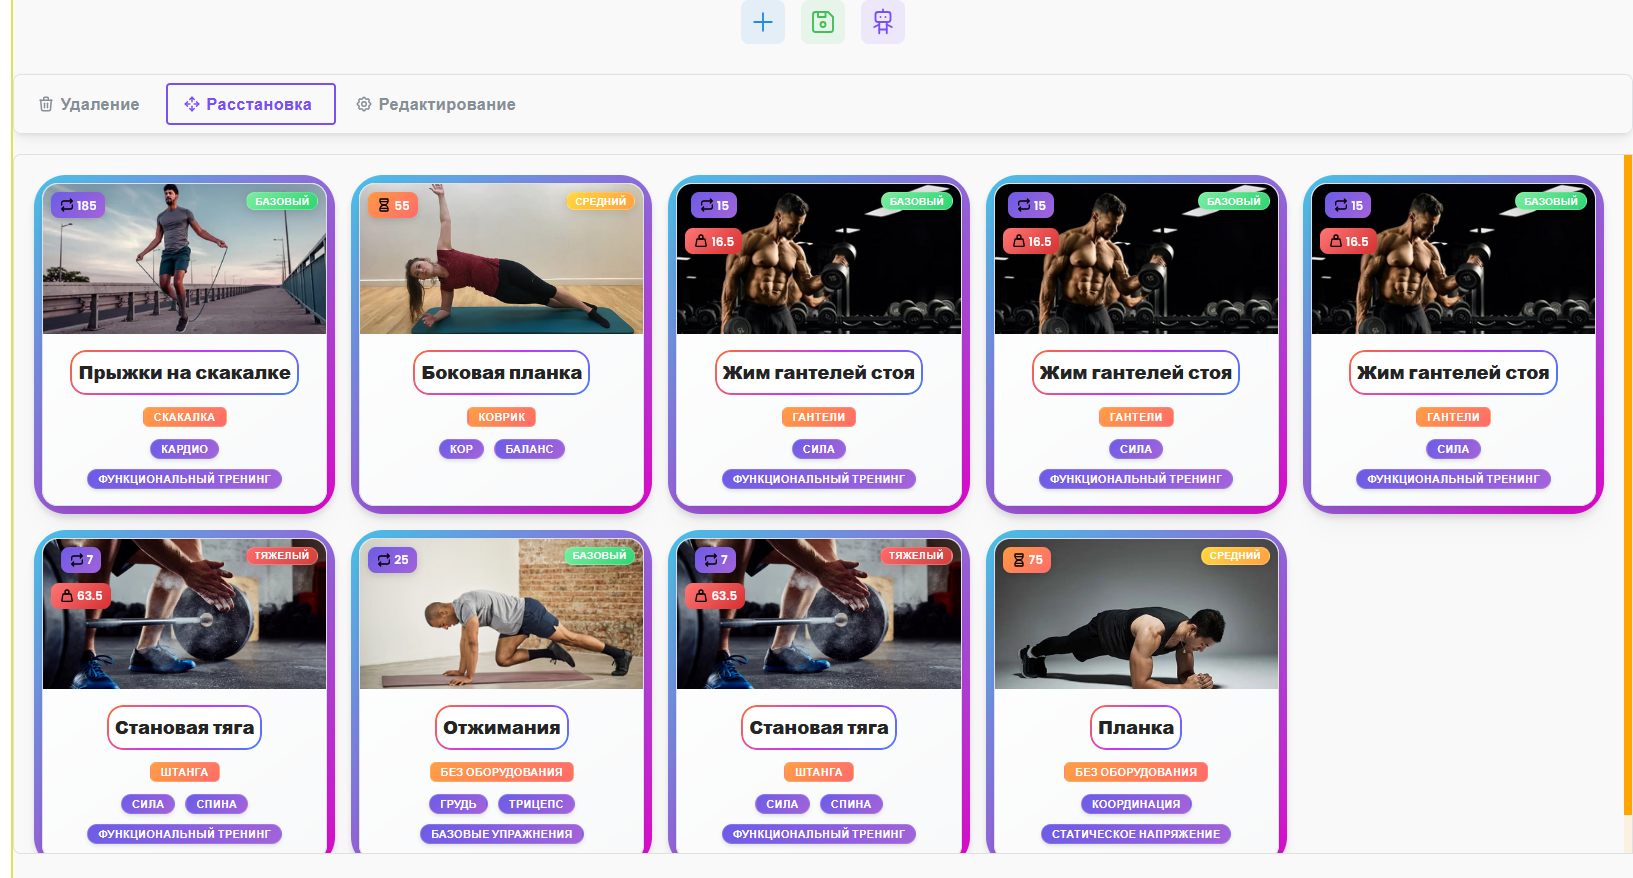 Удаление
Расстановка
Редактирование
185
БАЗОВЫЙ
Прыжки на скакалке
СКАКАЛКА
КАРДИО
ФУНКЦИОНАЛЬНЫЙ ТРЕНИНГ
55
СРЕДНИЙ
Боковая планка
КОВРИК
КОР
БАЛАНС
15
БАЗОВЫЙ
16.5
Жим гантелей стоя
ГАНТЕЛИ
СИЛА
ФУНКЦИОНАЛЬНЫЙ ТРЕНИНГ
15
БАЗОВЫЙ
16.5
Жим гантелей стоя
ГАНТЕЛИ
СИЛА
ФУНКЦИОНАЛЬНЫЙ ТРЕНИНГ
15
БАЗОВЫЙ
16.5
Жим гантелей стоя
ГАНТЕЛИ
СИЛА
ФУНКЦИОНАЛЬНЫЙ ТРЕНИНГ
7
ТЯЖЕЛЫЙ
63.5
Становая тяга
ШТАНГА
СИЛА
СПИНА
ФУНКЦИОНАЛЬНЫЙ ТРЕНИНГ
25
БАЗОВЫЙ
Отжимания
БЕЗ ОБОРУДОВАНИЯ
ГРУДЬ
ТРИЦЕПС
БАЗОВЫЕ УПРАЖНЕНИЯ
7
ТЯЖЕЛЫЙ
63.5
Становая тяга
ШТАНГА
СИЛА
СПИНА
ФУНКЦИОНАЛЬНЫЙ ТРЕНИНГ
75
СРЕДНИЙ
Планка
БЕЗ ОБОРУДОВАНИЯ
КООРДИНАЦИЯ
СТАТИЧЕСКОЕ НАПРЯЖЕНИЕ